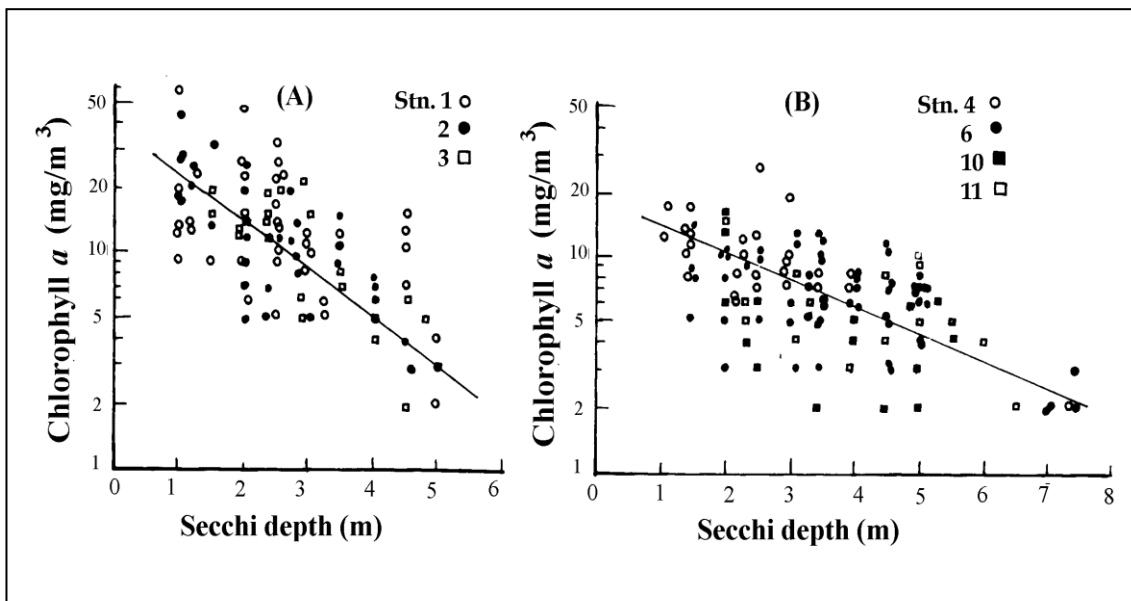 (A)
Stn. 1
2
3
Chlorophyll a (mg/m³)
50
20
10
5
2
1
0 1 2 3 4 5 6
Secchi depth (m)
(B)
Stn. 4
6
10
11
Chlorophyll a (mg/m³)
50
20
10
5
2
1
0 1 2 3 4 5 6 7 8
Secchi depth (m)